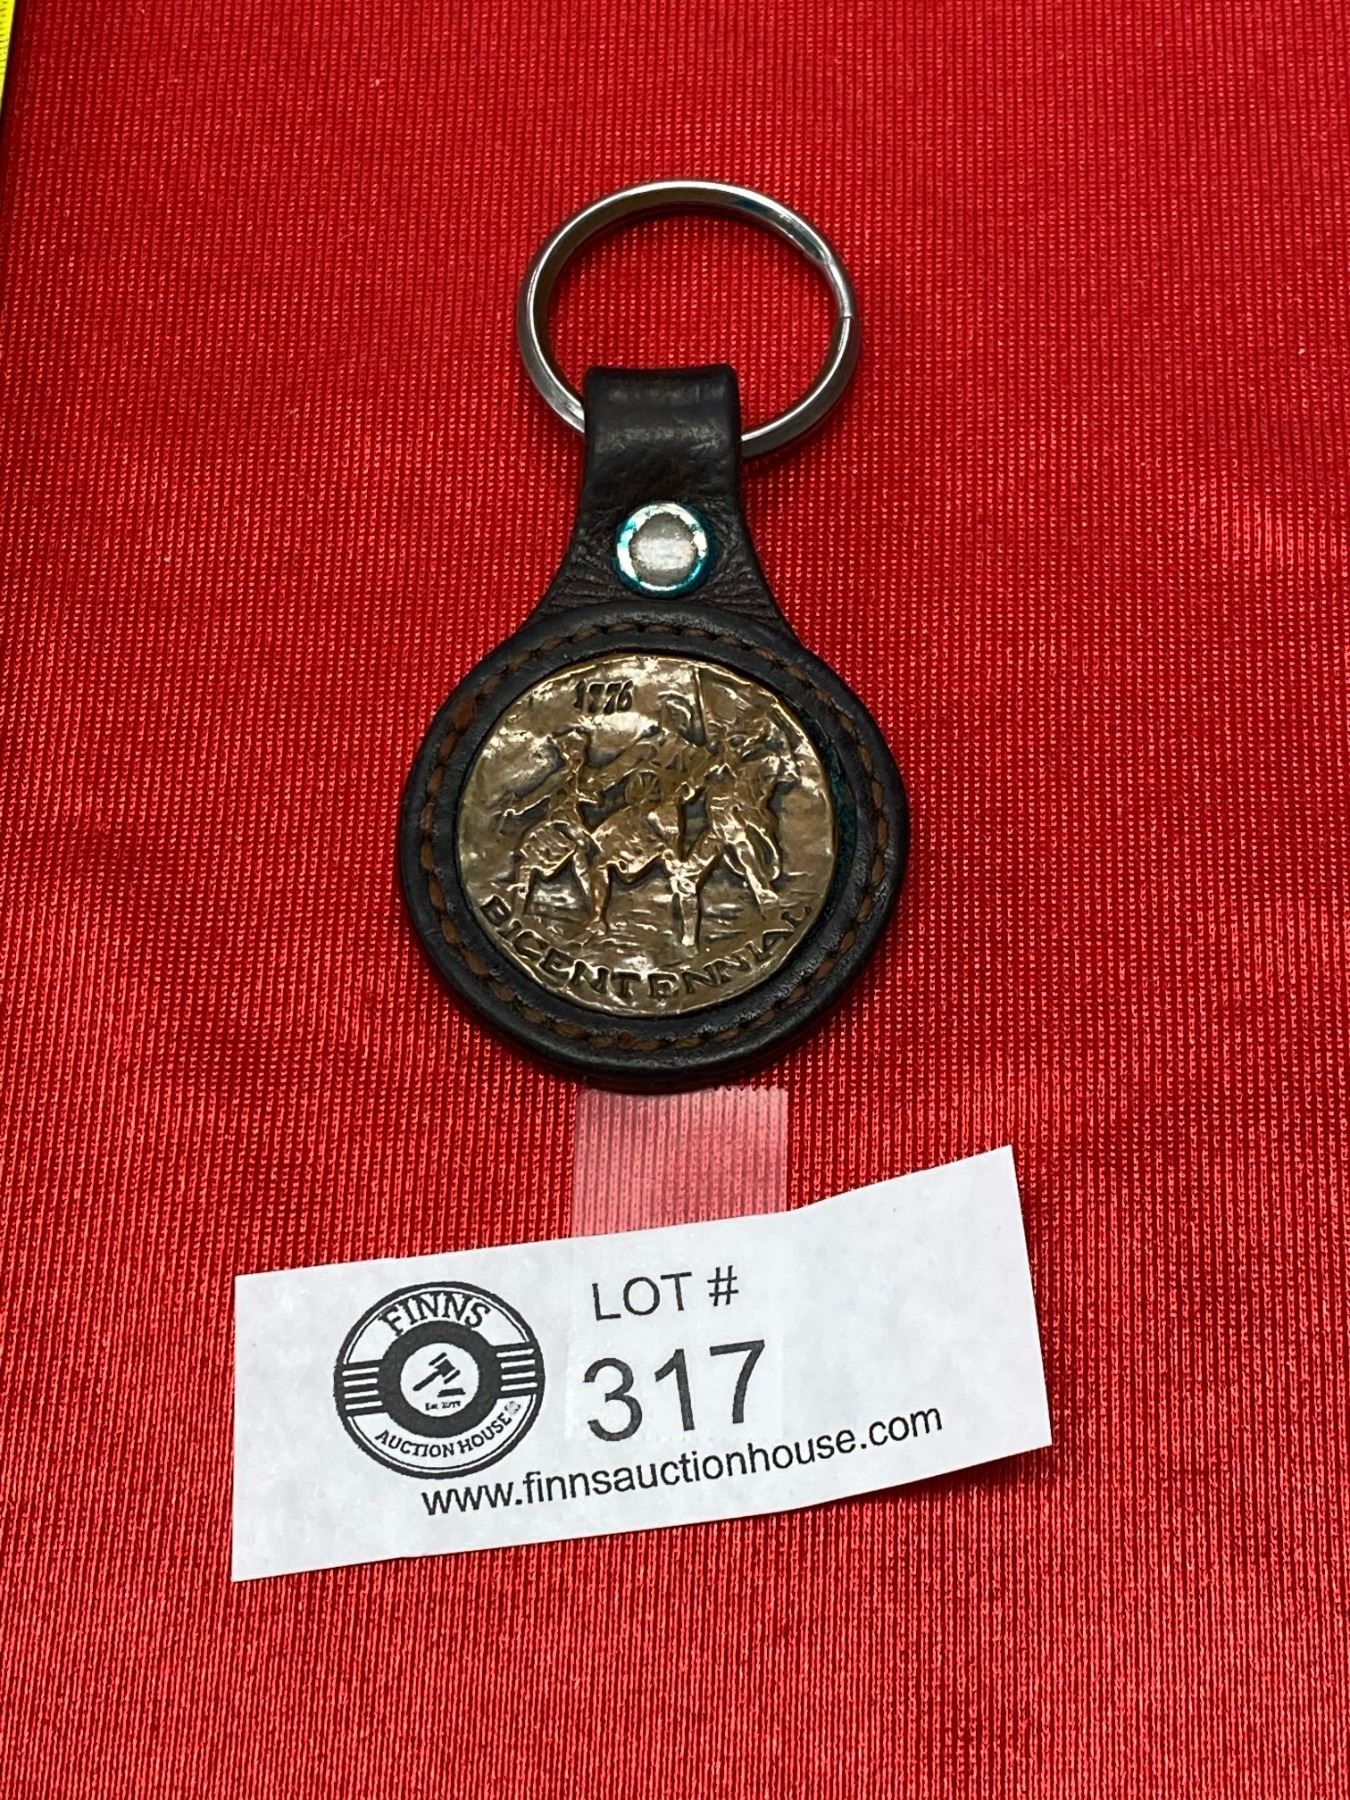 1776
BICENTENNIAL
FINNS
AUCTION HOUSE
LOT #
317
www.finnsauctionhouse.com